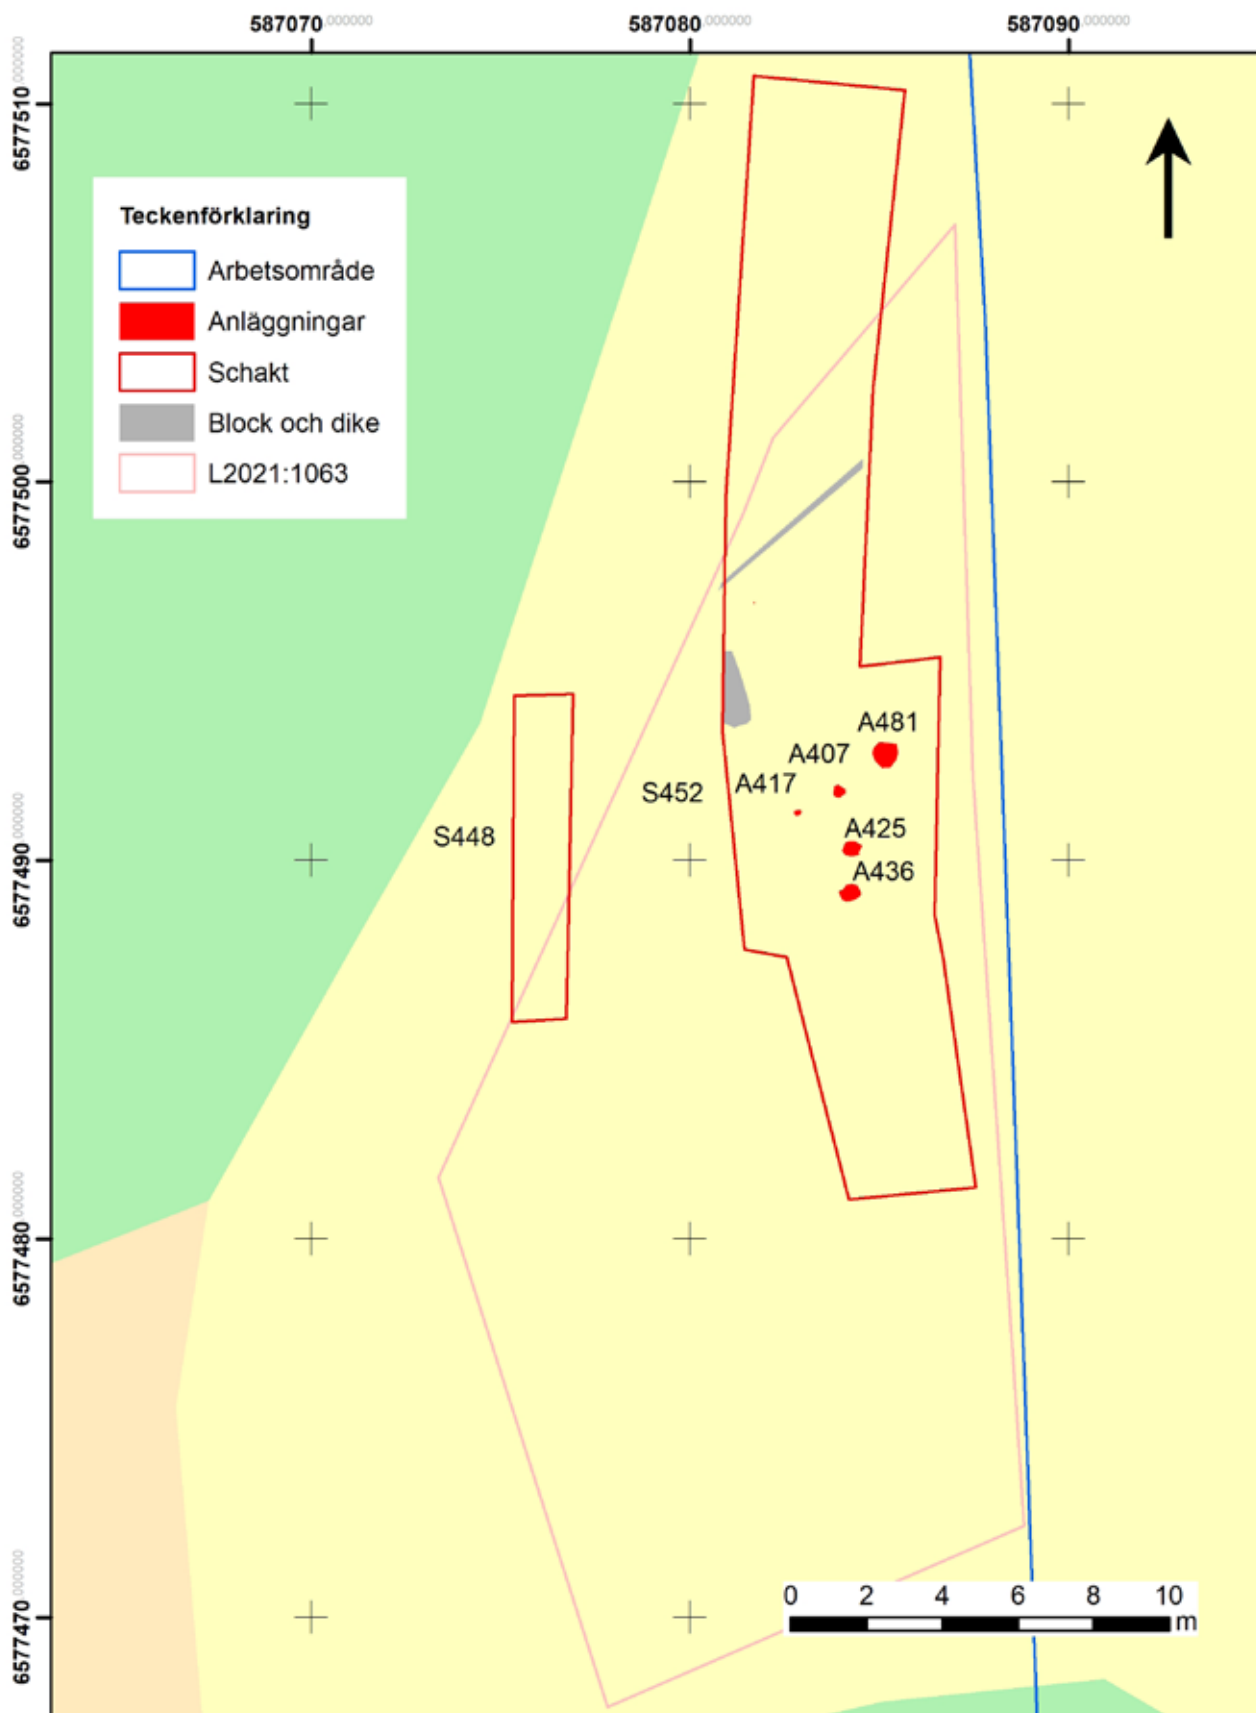 587070.000000 587080.000000 587090.000000
6577510.000000
6577500.000000
6577490.000000
6577480.000000
6577470.000000
Teckenförklaring
Arbetsområde
Anläggningar
Schakt
Block och dike
L2021:1063
A481
A407
A417
S452
A425
S448
A436
0 2 4 6 8 10
m